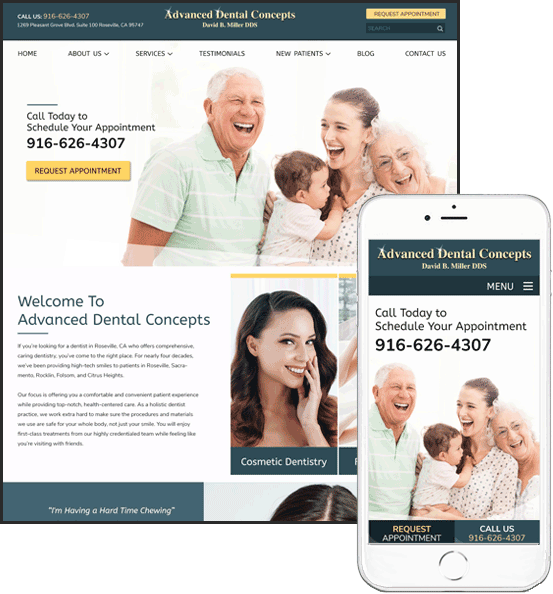 CALL US: 916-626-4307
1269 Pleasant Grove Blvd. Suite 100 Roseville, CA 95747
Advanced Dental Concepts
David B. Miller DDS
REQUEST APPOINTMENT
SEARCH
HOME
ABOUT US
SERVICES
TESTIMONIALS
NEW PATIENTS
BLOG
CONTACT US
Call Today to
Schedule Your Appointment
916-626-4307
REQUEST APPOINTMENT
Welcome To
Advanced Dental Concepts
If you're looking for a dentist in Roseville, CA who offers comprehensive,
caring dentistry, you've come to the right place. For nearly four decades,
we've been providing high-tech smiles to patients in Roseville, Sacra-
mento, Rocklin, Folsom, and Citrus Heights.
Our focus is offering you a comfortable and convenient patient experience
while providing top-notch, health-centered care. As a holistic dentist
practice, we work extra hard to make sure the procedures and materials
we use are safe for your whole body, not just your smile. You will enjoy
first-class treatments from our highly credentialed team while feeling like
you're visiting with friends.
Cosmetic Dentistry
"I'm Having a Hard Time Chewing"
Advanced Dental Concepts
David B. Miller DDS
MENU
Call Today to
Schedule Your Appointment
916-626-4307
REQUEST
APPOINTMENT
CALL US
916-626-4307